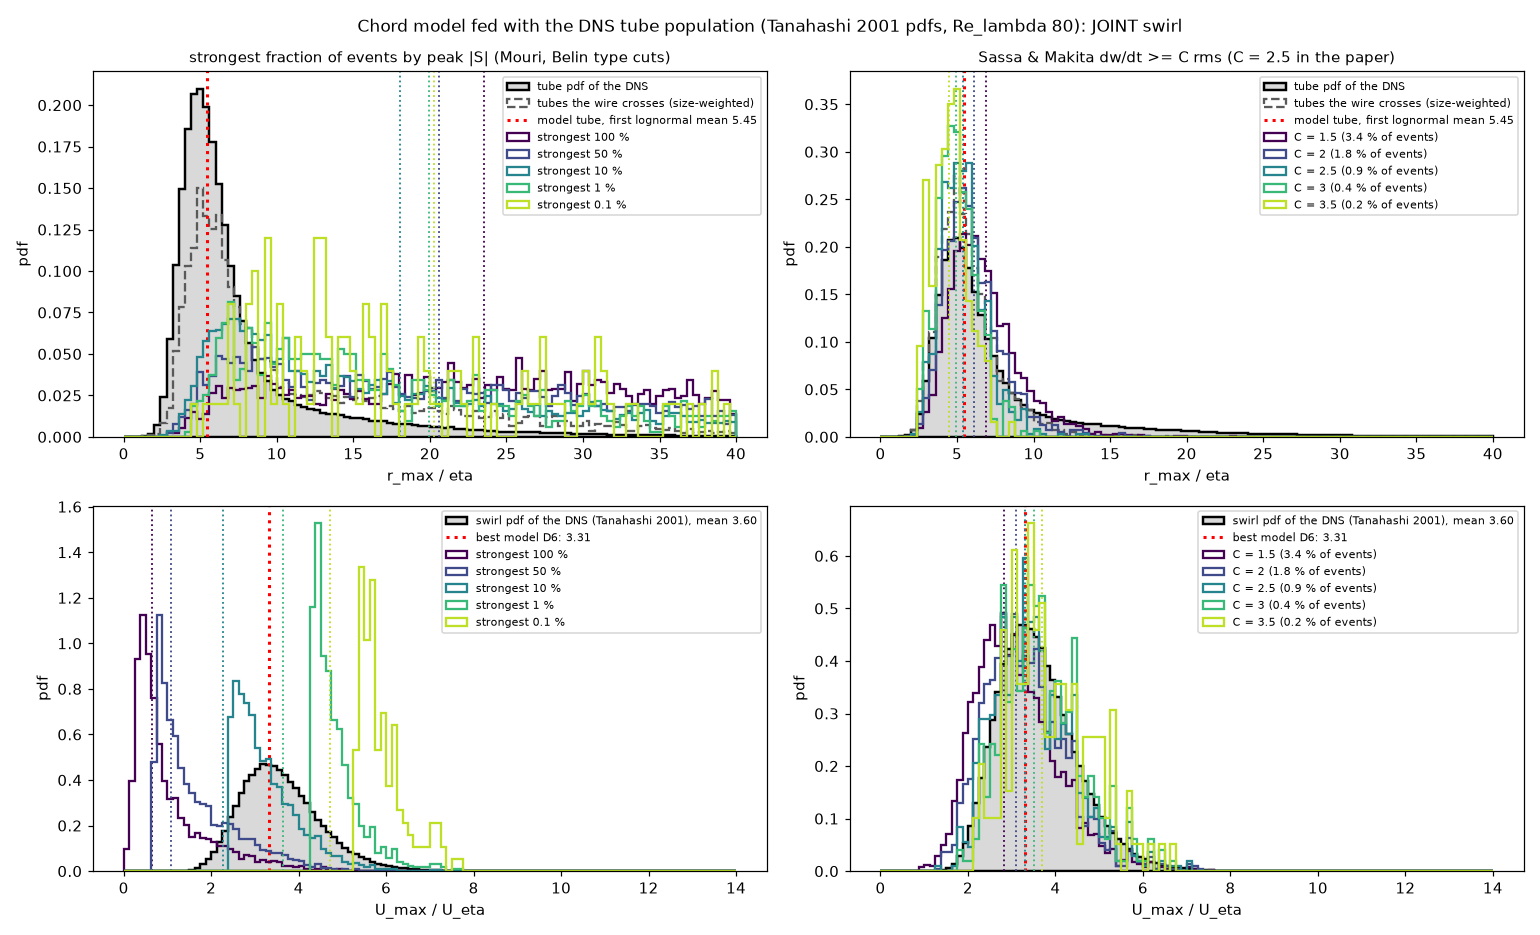 Chord model fed with the DNS tube population (Tanahashi 2001 pdfs, Re_lambda 80): JOINT swirl
strongest fraction of events by peak |S| (Mouri, Belin type cuts)
pdf
0.200
0.175
0.150
0.125
0.100
0.075
0.050
0.025
0.000
tube pdf of the DNS
tubes the wire crosses (size-weighted)
model tube, first lognormal mean 5.45
strongest 100 %
strongest 50 %
strongest 10 %
strongest 1 %
strongest 0.1 %
0 5 10 15 20 25 30 35 40
r_max / eta
Sassa & Makita dw/dt >= C rms (C = 2.5 in the paper)
pdf
0.35
0.30
0.25
0.20
0.15
0.10
0.05
0.00
tube pdf of the DNS
tubes the wire crosses (size-weighted)
model tube, first lognormal mean 5.45
C = 1.5 (3.4 % of events)
C = 2 (1.8 % of events)
C = 2.5 (0.9 % of events)
C = 3 (0.4 % of events)
C = 3.5 (0.2 % of events)
0 5 10 15 20 25 30 35 40
r_max / eta
pdf
1.6
1.4
1.2
1.0
0.8
0.6
0.4
0.2
0.0
swirl pdf of the DNS (Tanahashi 2001), mean 3.60
best model D6: 3.31
strongest 100 %
strongest 50 %
strongest 10 %
strongest 1 %
strongest 0.1 %
0 2 4 6 8 10 12 14
U_max / U_eta
pdf
0.6
0.5
0.4
0.3
0.2
0.1
0.0
swirl pdf of the DNS (Tanahashi 2001), mean 3.60
best model D6: 3.31
C = 1.5 (3.4 % of events)
C = 2 (1.8 % of events)
C = 2.5 (0.9 % of events)
C = 3 (0.4 % of events)
C = 3.5 (0.2 % of events)
0 2 4 6 8 10 12 14
U_max / U_eta